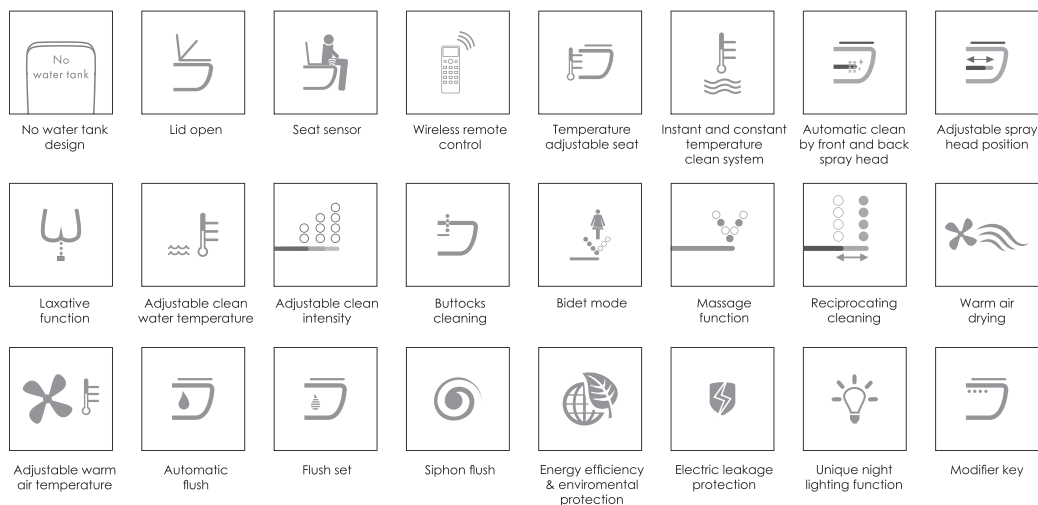 No
water tank
No water tank
design
Lid open
Seat sensor
Wireless remote
control
Temperature
adjustable seat
Instant and constant
temperature
clean system
Automatic clean
by front and back
spray head
Adjustable spray
head position
Laxative
function
Adjustable clean
water temperature
Adjustable clean
intensity
Buttocks
cleaning
Bidet mode
Massage
function
Reciprocating
cleaning
Warm air
drying
Adjustable warm
air temperature
Automatic
flush
Flush set
Siphon flush
Energy efficiency
& enviromental
protection
Electric leakage
protection
Unique night
lighting function
Modifier key